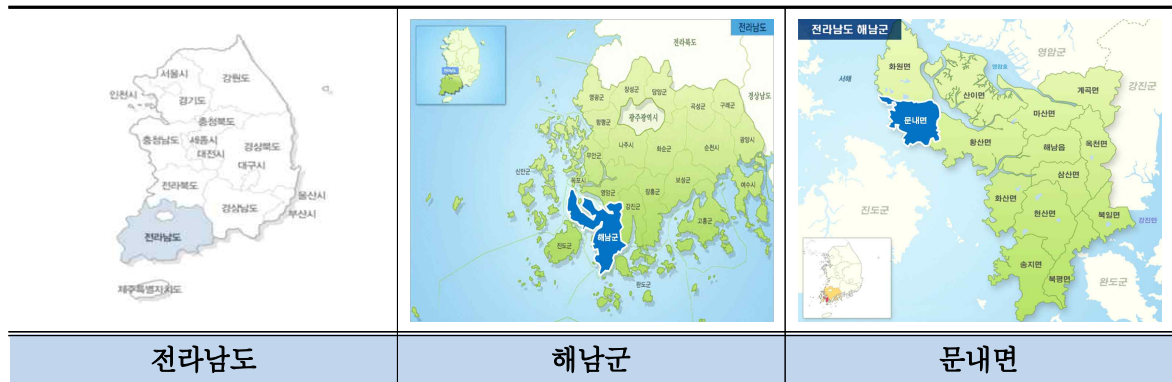 서울시
강원도
인천시
경기도
충청북도
충청남도
세종시
경상북도
대전시
대구시
전라북도
울산시
경상남도
부산시
전라남도
제주특별자치도
전라남도
전라북도
경상남도
영광군
장성군
담양군
곡성군
구례군
함평군
광주광역시
나주시
화순군
순천시
광양시
무안군
신안군
목포시
영암군
장흥군
보성군
여수시
강진군
고흥군
해남군
진도군
완도군
전라남도 해남군
영암군
화원면
서해
영암호
산이면
계곡면
강진군
마산면
문내면
황산면
해남읍
옥천면
삼산면
화산면
현산면
북일면
진도군
강진만
송지면
북평면
완도군
전라남도
해남군
문내면